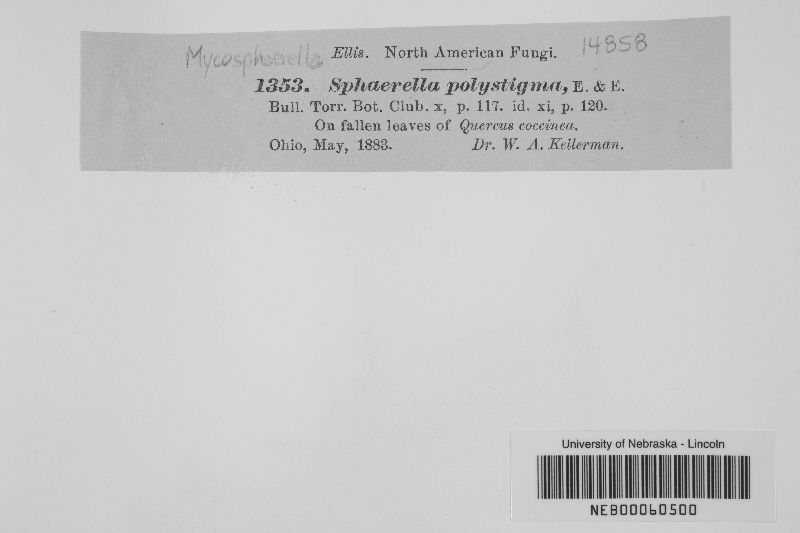 Mycosphaerella Ellis. North American Fungi. 14858
1353. Sphaerella polystigma, E. & E.
Bull. Torr. Bot. Club. x, p. 117. id. xi, p. 120.
On fallen leaves of Quercus coccinea.
Ohio, May, 1883. Dr. W. A. Kellerman.
University of Nebraska - Lincoln
NEB00060500